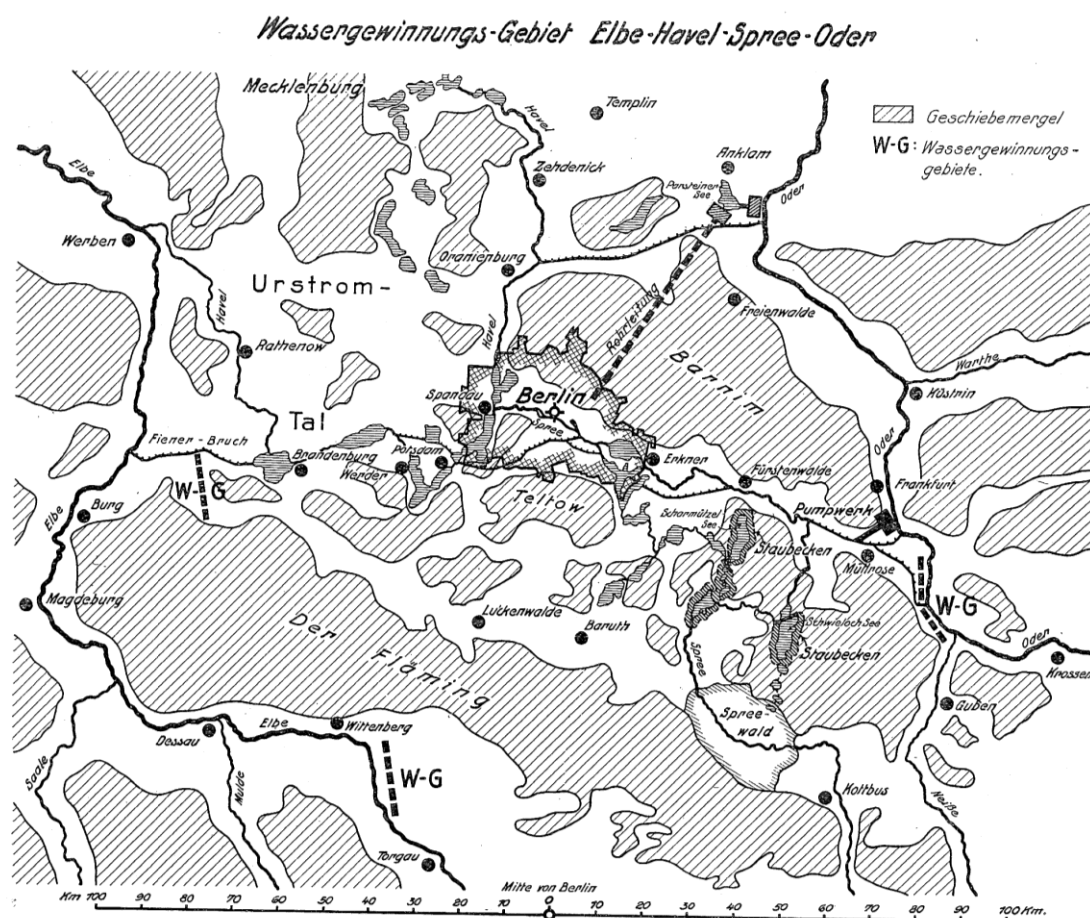 Wassergewinnungs-Gebiet Elbe-Havel-Spree-Oder
Mecklenburg
Havel
Templin
Geschiebemergel
W-G: Wassergewinnungs-
gebiete.
Elbe
Zehdenick
Anklam
Parsteiner
See
Oder
Werben
Oranienburg
Urstrom-
Havel
Rohrleitung
Freienwalde
Rathenow
Havel
Barnim
Warthe
Küstrin
Spandau
Berlin
Tal
Spree
Fiener-Bruch
Brandenburg
Werder
Potsdam
Erkner
Fürstenwalde
Oder
Frankfurt
W-G
Teltow
Elbe
Burg
Scharmützel
See
Pumpwerk
Staubecken
Müllrose
Magdeburg
Luckenwalde
Baruth
W-G
Der
Fläming
Schwieloch See
Staubecken
Spree
Oder
Krossen
Guben
Spree-
wald
Elbe
Wittenberg
Dessau
Saale
Mulde
W-G
Kottbus
Neiße
Torgau
Mitte von Berlin
Km 100 90 80 70 60 50 40 30 20 10 0 10 20 30 40 50 60 70 80 90 100 Km.